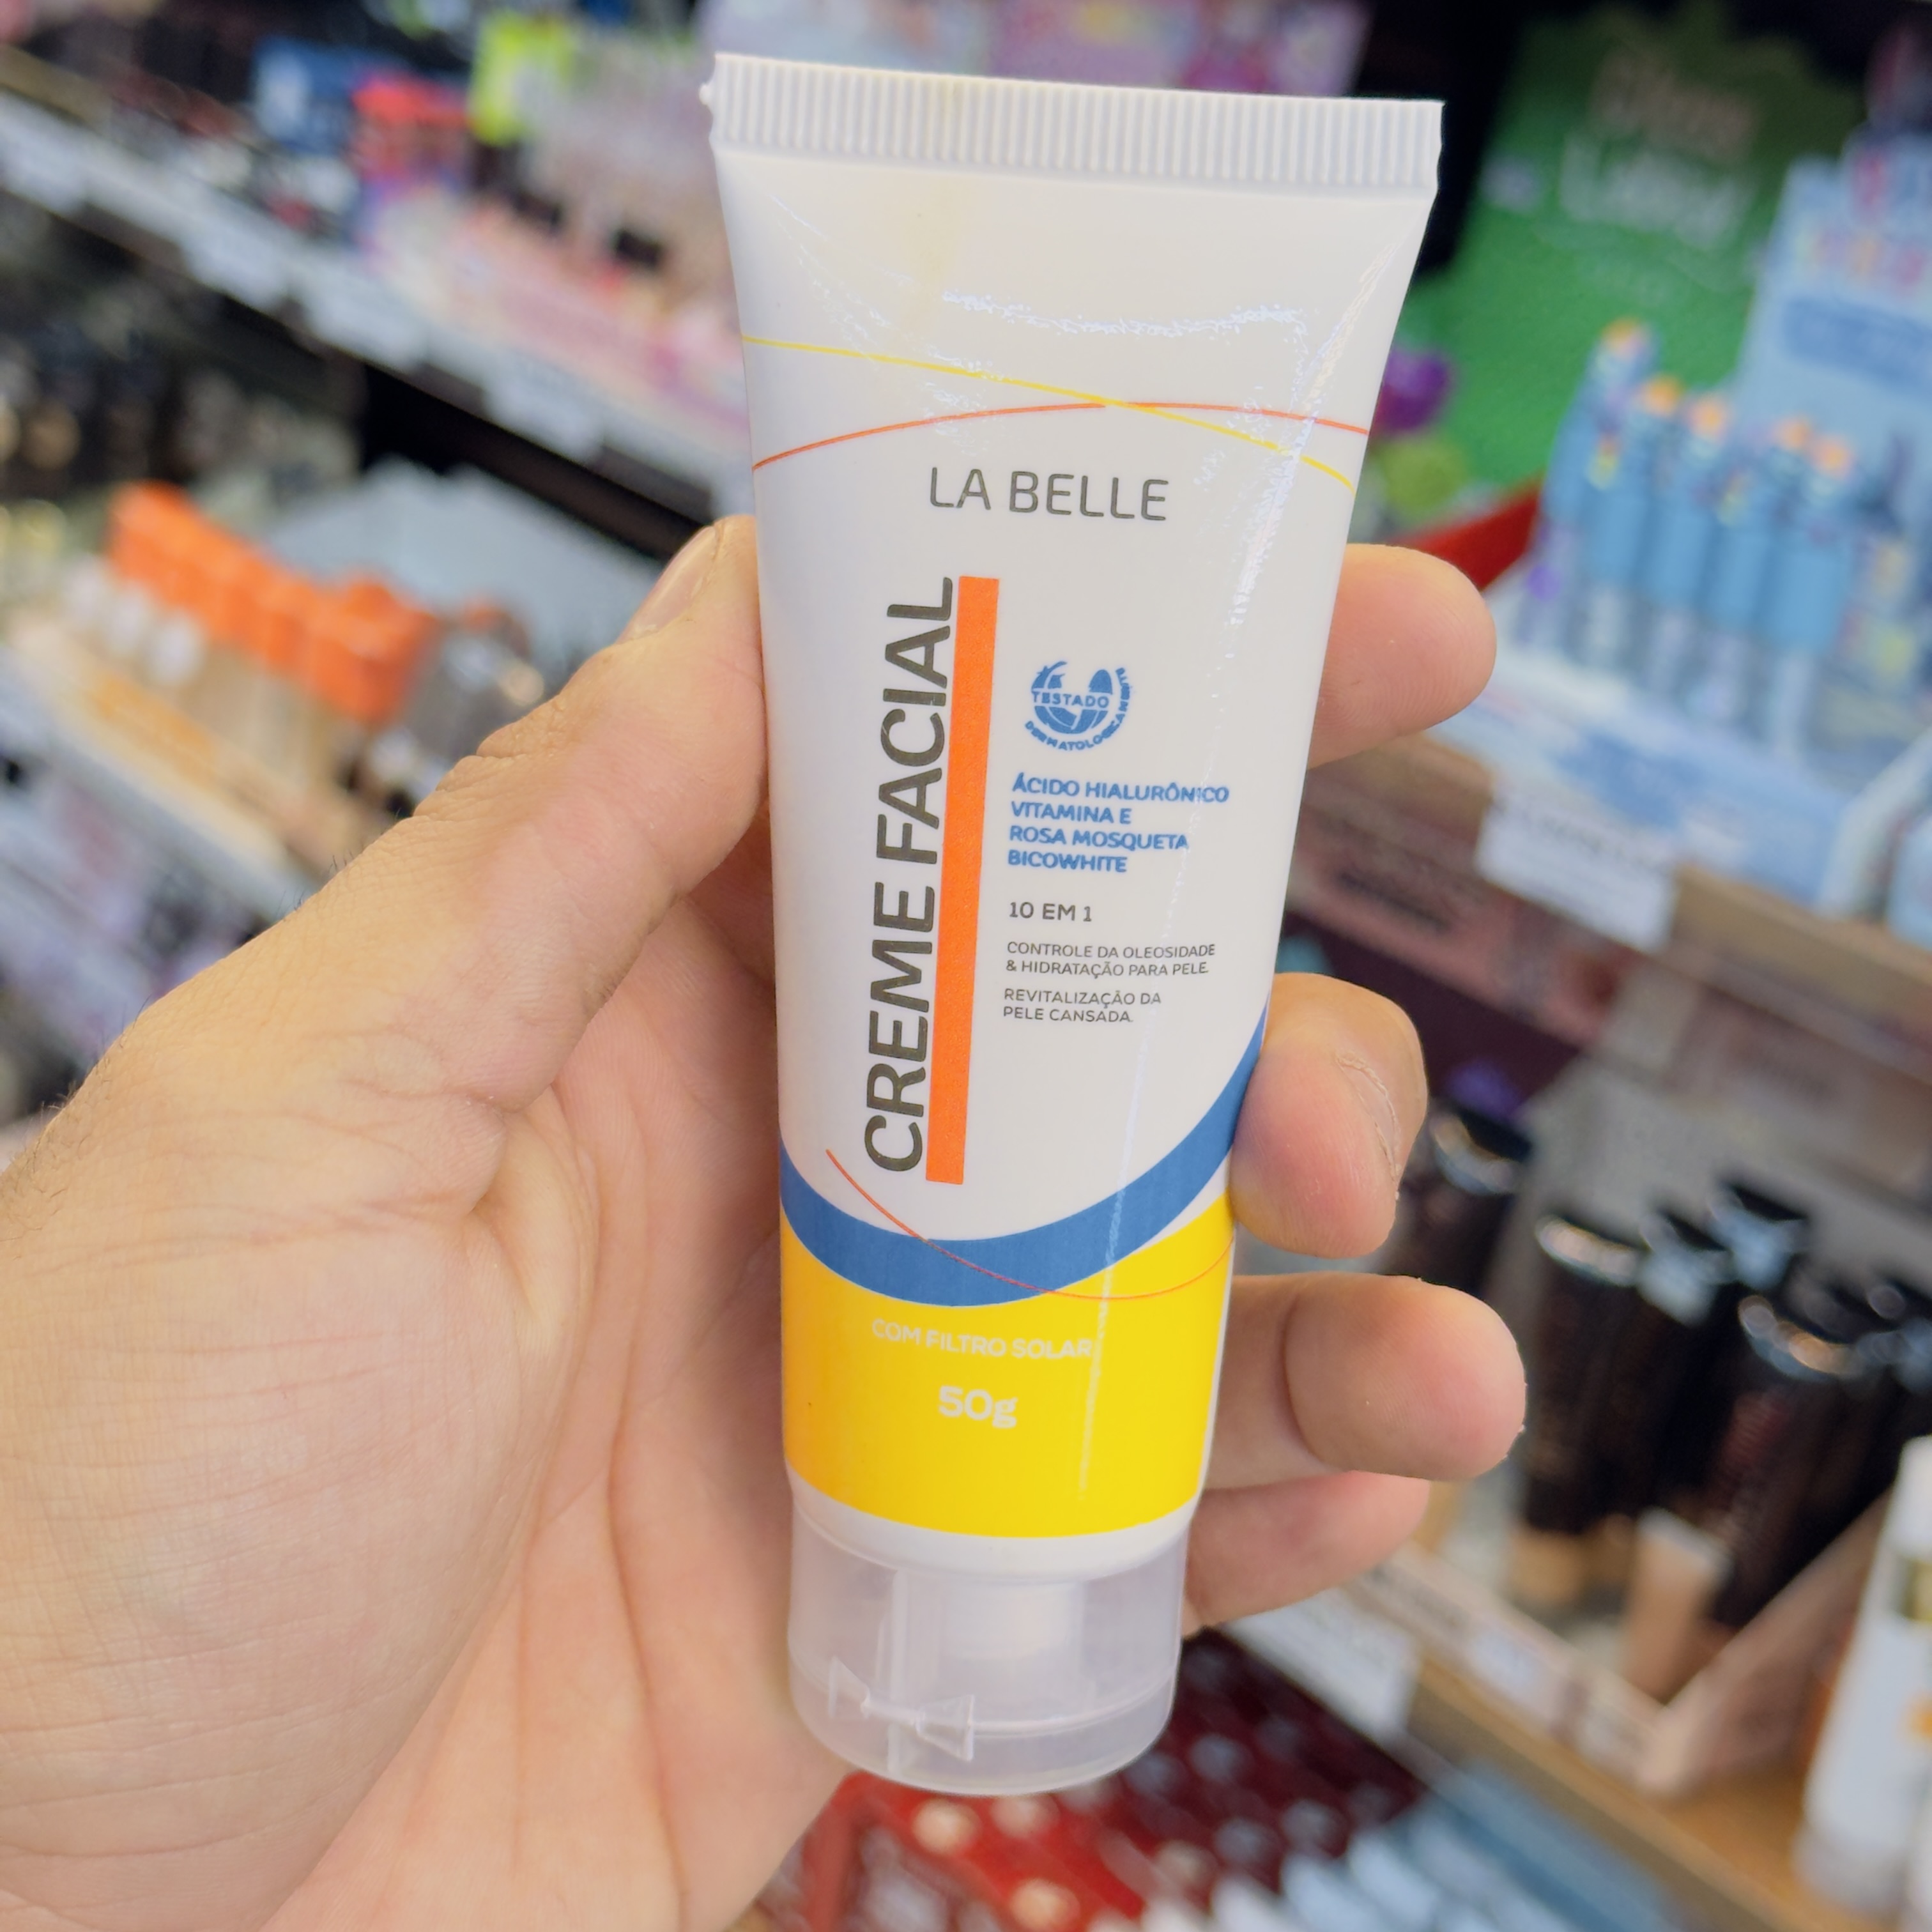 LA BELLE
CREME FACIAL
TESTADO
DERMATOLOGICAMENTE
ÁCIDO HIALURÔNICO
VITAMINA E
ROSA MOSQUETA
BICOWHITE
10 EM 1
CONTROLE DA OLEOSIDADE
& HIDRATAÇÃO PARA PELE.
REVITALIZAÇÃO DA
PELE CANSADA.
COM FILTRO SOLAR
50g